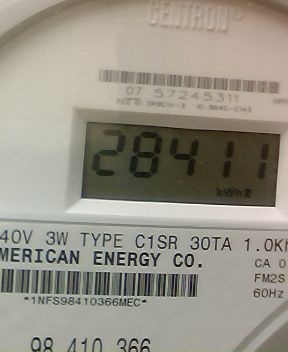 CENTRON®
07 57245311
28411
kWh
40V 3W TYPE C1SR 30TA 1.0K
MERICAN ENERGY CO.
CA 0
FM2S
60Hz
*1NFS98410366MEC*
98 410 366